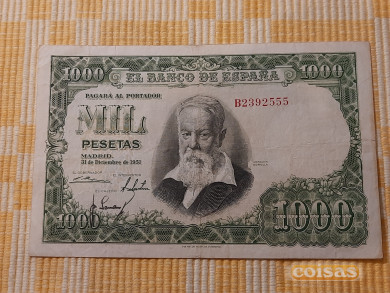 1000 EL BANCO DE ESPAÑA 1000
PAGARÁ AL PORTADOR
B2392555
MIL
PESETAS
MADRID,
31 de Diciembre de 1951
1000
1000
coisas